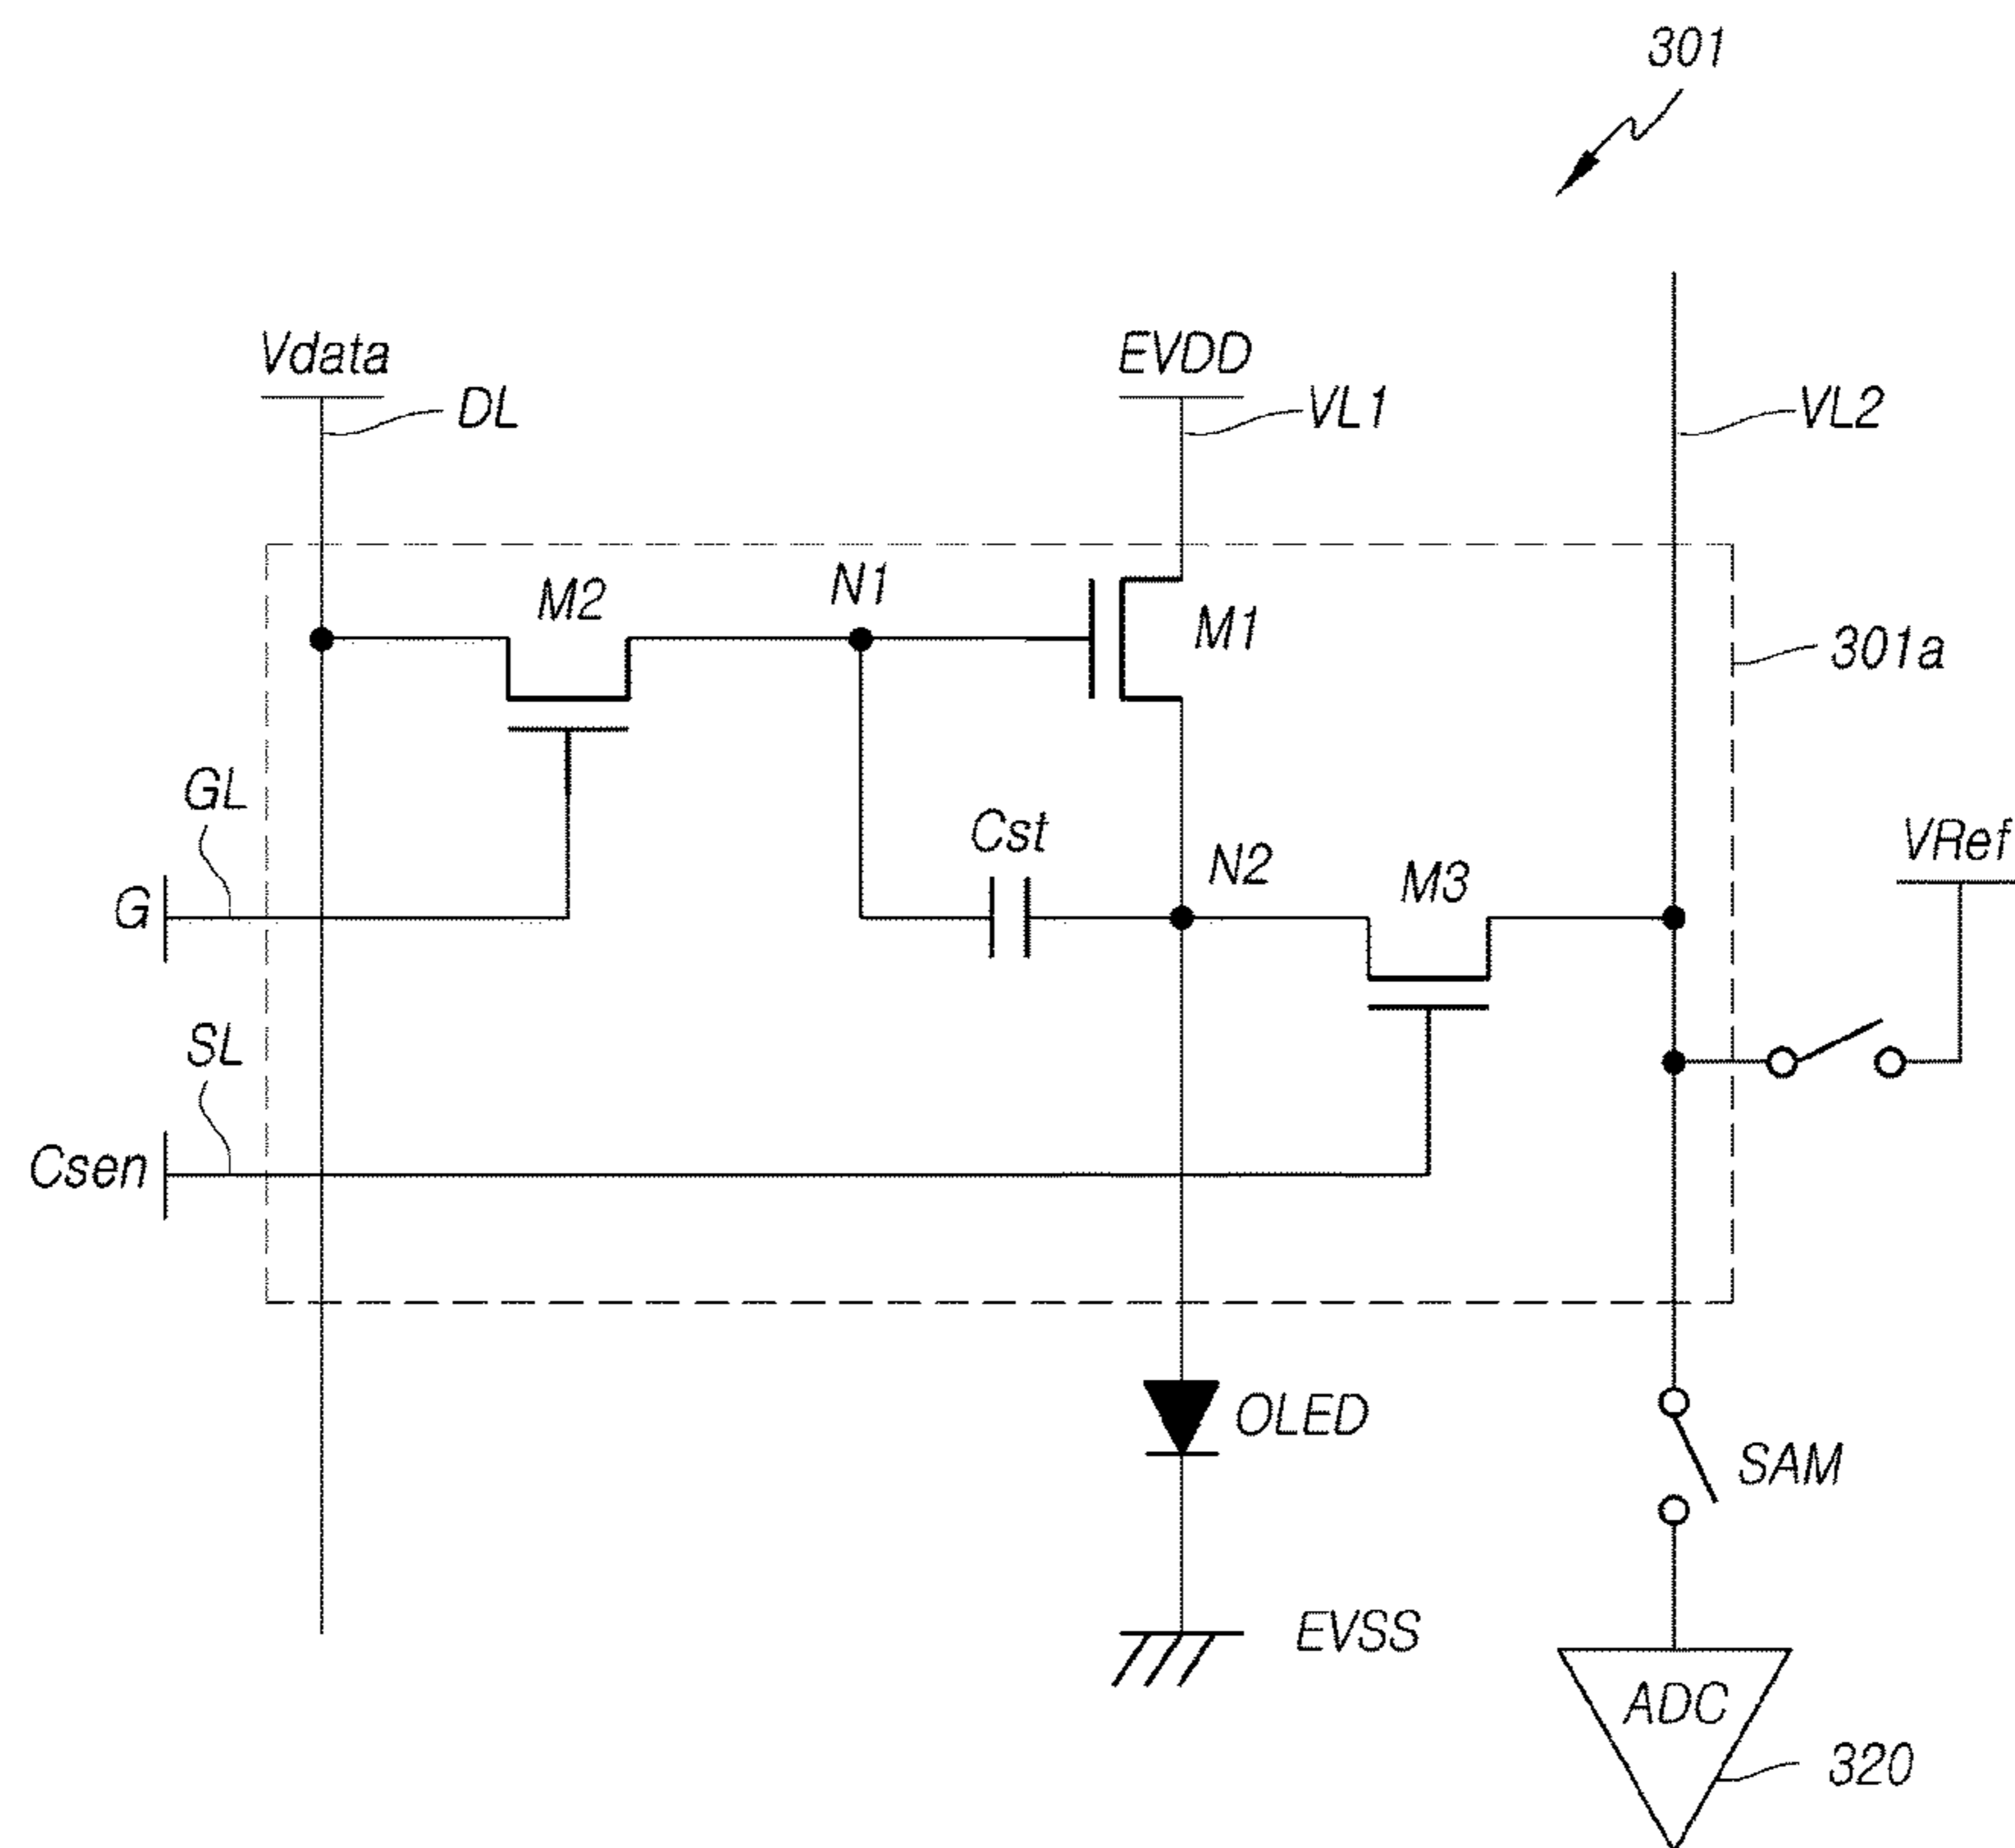 301
Vdata
EVDD
DL
VL1
VL2
M2
N1
M1
301a
GL
Cst
N2
M3
VRef
G
SL
Csen
OLED
SAM
EVSS
ADC
320